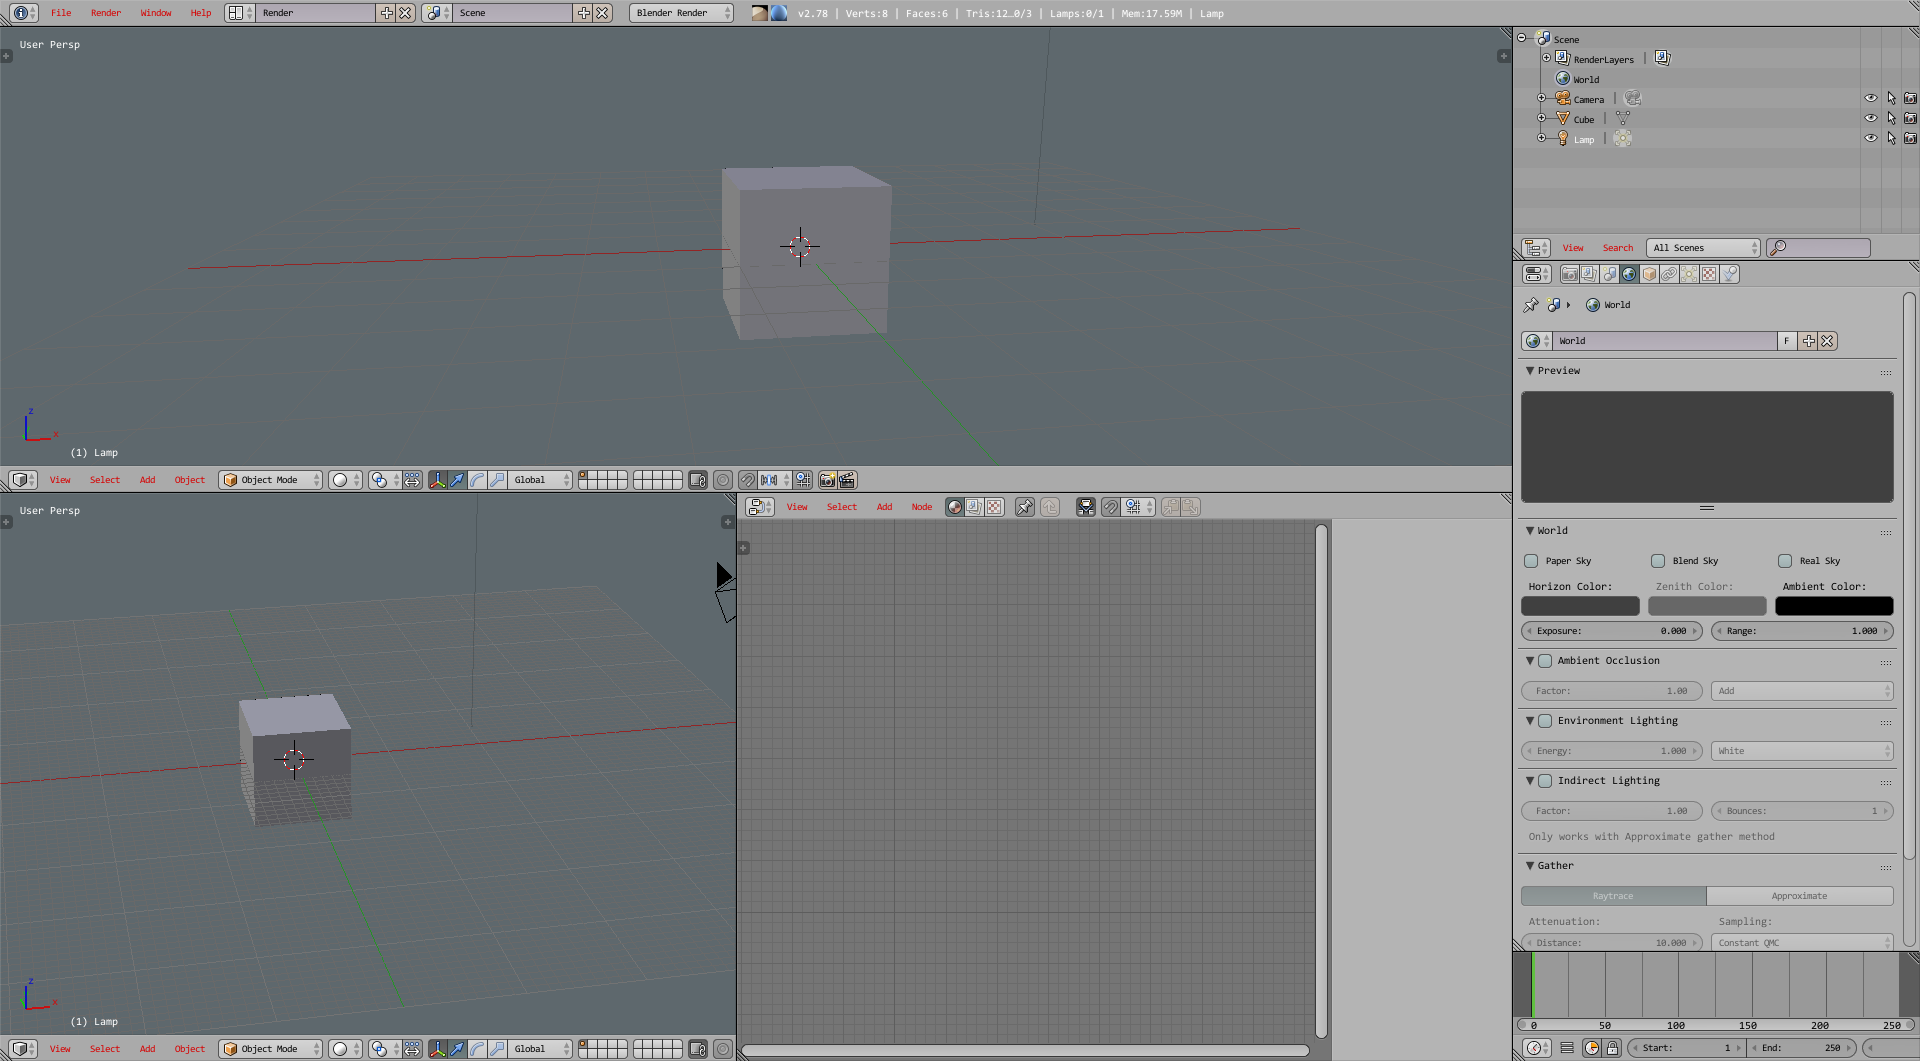 File Render Window Help Render Scene Blender Render v2.78 | Verts:8 | Faces:6 | Tris:12…0/3 | Lamps:0/1 | Mem:17.59M | Lamp
User Persp
z
x
(1) Lamp
View Select Add Object Object Mode Global
User Persp
z
x
(1) Lamp
View Select Add Object Object Mode Global
View Select Add Node
Scene
RenderLayers
World
Camera
Cube
Lamp
View Search All Scenes
World
World F
Preview
World
Paper Sky Blend Sky Real Sky
Horizon Color: Zenith Color: Ambient Color:
Exposure: 0.000 Range: 1.000
Ambient Occlusion
Factor: 1.00 Add
Environment Lighting
Energy: 1.000 White
Indirect Lighting
Factor: 1.00 Bounces: 1
Only works with Approximate gather method
Gather
Raytrace Approximate
Attenuation: Sampling:
Distance: 10.000 Constant QMC
0 50 100 150 200 250
Start: 1 End: 250